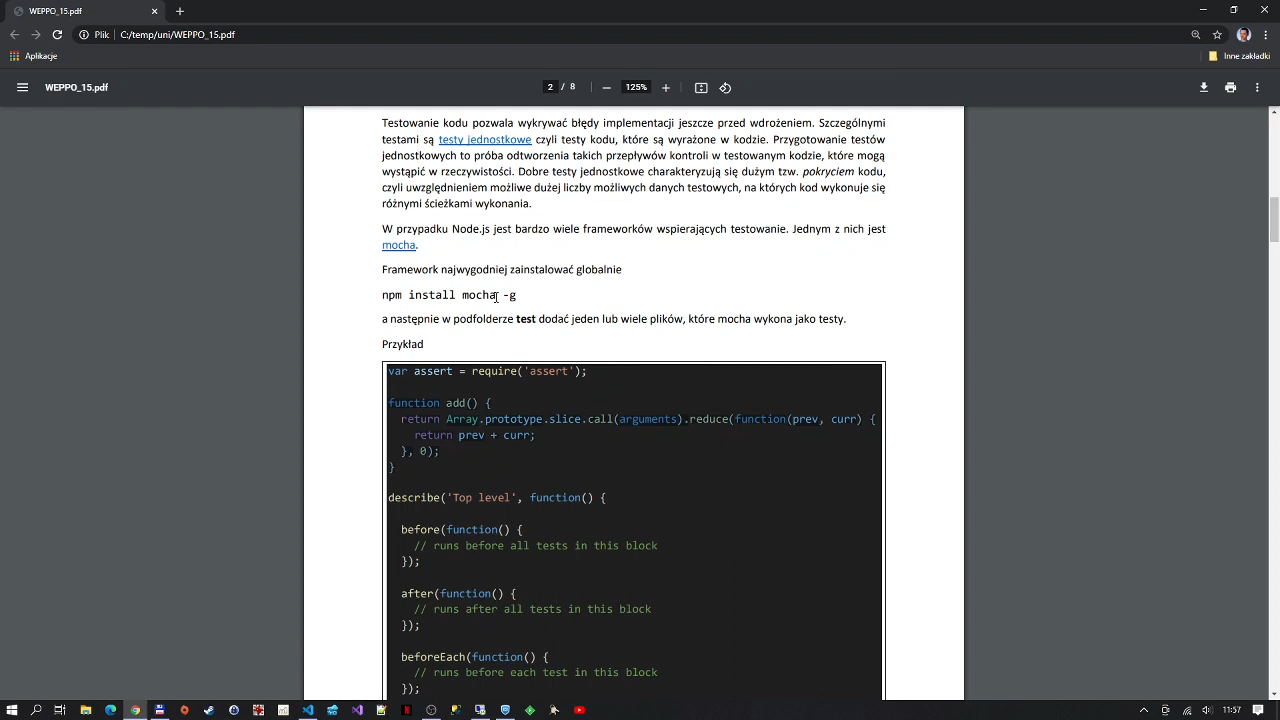 WEPPO_15.pdf
Plik
C:/temp/uni/WEPPO_15.pdf
Aplikacje
Inne zakładki
WEPPO_15.pdf
2 / 8
125%
Testowanie kodu pozwala wykrywać błędy implementacji jeszcze przed wdrożeniem. Szczególnymi
testami są testy jednostkowe czyli testy kodu, które są wyrażone w kodzie. Przygotowanie testów
jednostkowych to próba odtworzenia takich przepływów kontroli w testowanym kodzie, które mogą
wystąpić w rzeczywistości. Dobre testy jednostkowe charakteryzują się dużym tzw. pokryciem kodu,
czyli uwzględnieniem możliwe dużej liczby możliwych danych testowych, na których kod wykonuje się
różnymi ścieżkami wykonania.
W przypadku Node.js jest bardzo wiele frameworków wspierających testowanie. Jednym z nich jest
mocha.
Framework najwygodniej zainstalować globalnie
npm install mocha -g
a następnie w podfolderze test dodać jeden lub wiele plików, które mocha wykona jako testy.
Przykład
var assert = require('assert');
function add() {
return Array.prototype.slice.call(arguments).reduce(function(prev, curr) {
return prev + curr;
}, 0);
}
describe('Top level', function() {
before(function() {
// runs before all tests in this block
});
after(function() {
// runs after all tests in this block
});
beforeEach(function() {
// runs before each test in this block
});
19:57